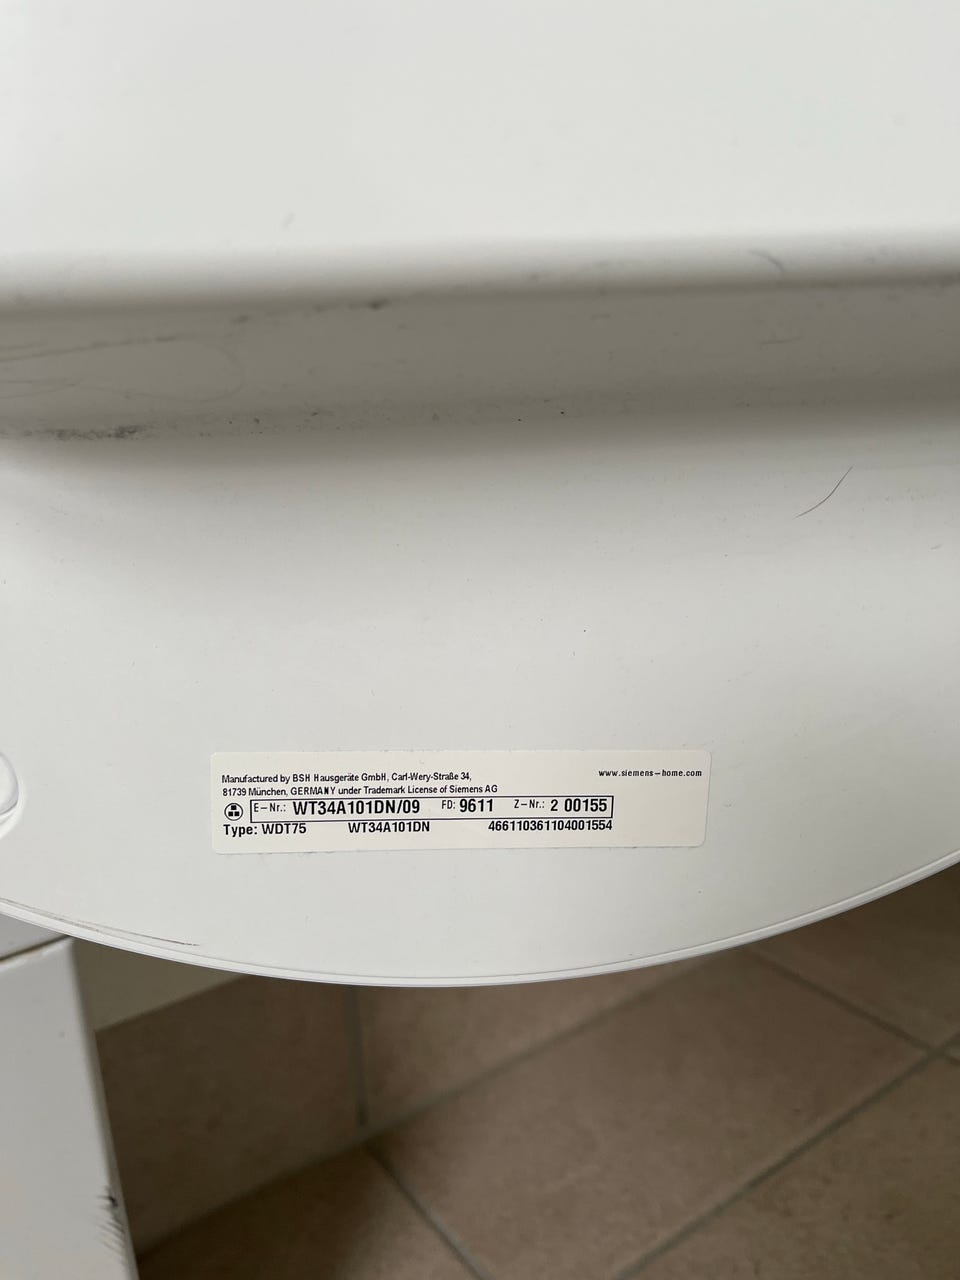 Manufactured by BSH Hausgeräte GmbH, Carl-Wery-Straße 34,
81739 München, GERMANY under Trademark License of Siemens AG
www.siemens-home.com
E-Nr.: WT34A101DN/09 FD: 9611 Z-Nr.: 2 00155
Type: WDT75 WT34A101DN 466110361104001554